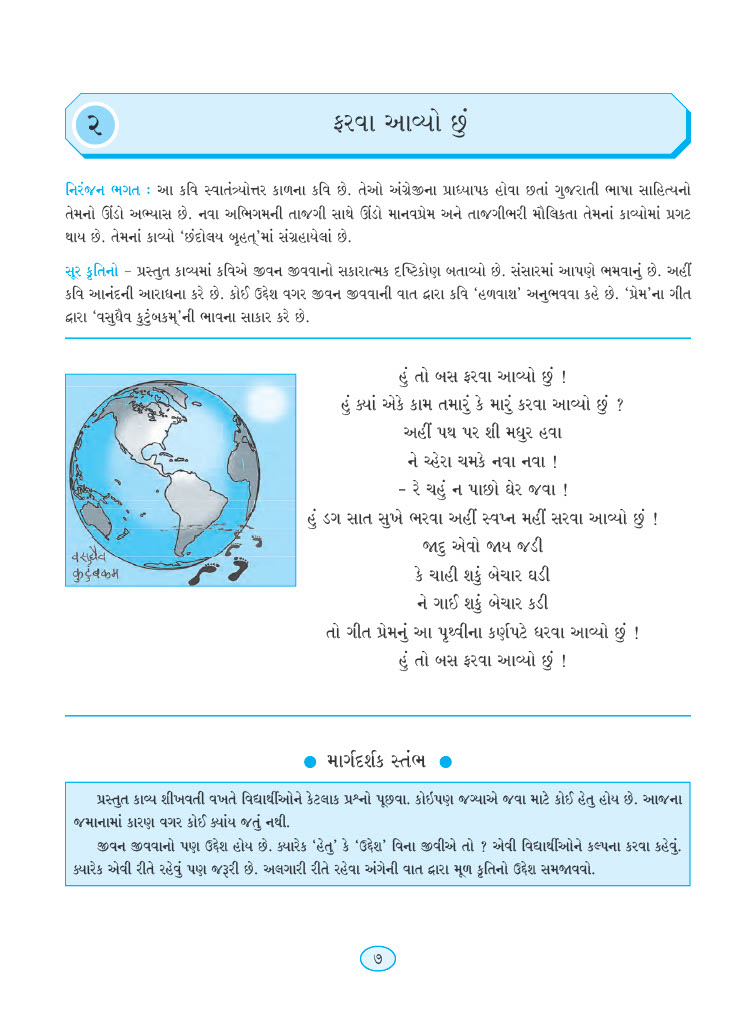 ૨
ફરવા આવ્યો છું
નિરંજન ભગત : આ કવિ સ્વાતંત્ર્યોત્તર કાળના કવિ છે. તેઓ અંગ્રેજીના પ્રાધ્યાપક હોવા છતાં ગુજરાતી ભાષા સાહિત્યનો
તેમનો ઊંડો અભ્યાસ છે. નવા અભિગમની તાજગી સાથે ઊંડો માનવપ્રેમ અને તાજગીભરી મૌલિકતા તેમનાં કાવ્યોમાં પ્રગટ
થાય છે. તેમનાં કાવ્યો ‘છંદોલય બૃહત્’માં સંગ્રહાયેલાં છે.
સૂર કૃતિનો – પ્રસ્તુત કાવ્યમાં કવિએ જીવન જીવવાનો સકારાત્મક દૃષ્ટિકોણ બતાવ્યો છે. સંસારમાં આપણે ભમવાનું છે. અહીં
કવિ આનંદની આરાધના કરે છે. કોઈ ઉદ્દેશ વગર જીવન જીવવાની વાત દ્વારા કવિ ‘હળવાશ’ અનુભવવા કહે છે. ‘પ્રેમ’ના ગીત
દ્વારા ‘વસુધૈવ કુટુંબકમ્’ની ભાવના સાકાર કરે છે.
હું તો બસ ફરવા આવ્યો છું !
હું ક્યાં એકે કામ તમારું કે મારું કરવા આવ્યો છું ?
અહીં પથ પર શી મધુર હવા
ને ચ્હેરા ચમકે નવા નવા !
– રે ચહું ન પાછો ઘેર જવા !
હું ડગ સાત સુખે ભરવા અહીં સ્વપ્ન મહીં સરવા આવ્યો છું !
જાદુ એવો જાય જડી
કે ચાહી શકું બેચાર ઘડી
ને ગાઈ શકું બેચાર કડી
તો ગીત પ્રેમનું આ પૃથ્વીના કર્ણપટે ધરવા આવ્યો છું !
હું તો બસ ફરવા આવ્યો છું !
વસુધૈવ
કુટુંબકમ
● માર્ગદર્શક સ્તંભ ●
પ્રસ્તુત કાવ્ય શીખવતી વખતે વિદ્યાર્થીઓને કેટલાક પ્રશ્નો પૂછવા. કોઈપણ જગ્યાએ જવા માટે કોઈ હેતુ હોય છે. આજના
જમાનામાં કારણ વગર કોઈ ક્યાંય જતું નથી.
જીવન જીવવાનો પણ ઉદ્દેશ હોય છે. ક્યારેક ‘હેતુ’ કે ‘ઉદ્દેશ’ વિના જીવીએ તો ? એવી વિદ્યાર્થીઓને કલ્પના કરવા કહેવું.
ક્યારેક એવી રીતે રહેવું પણ જરૂરી છે. અલગારી રીતે રહેવા અંગેની વાત દ્વારા મૂળ કૃતિનો ઉદ્દેશ સમજાવવો.
૭